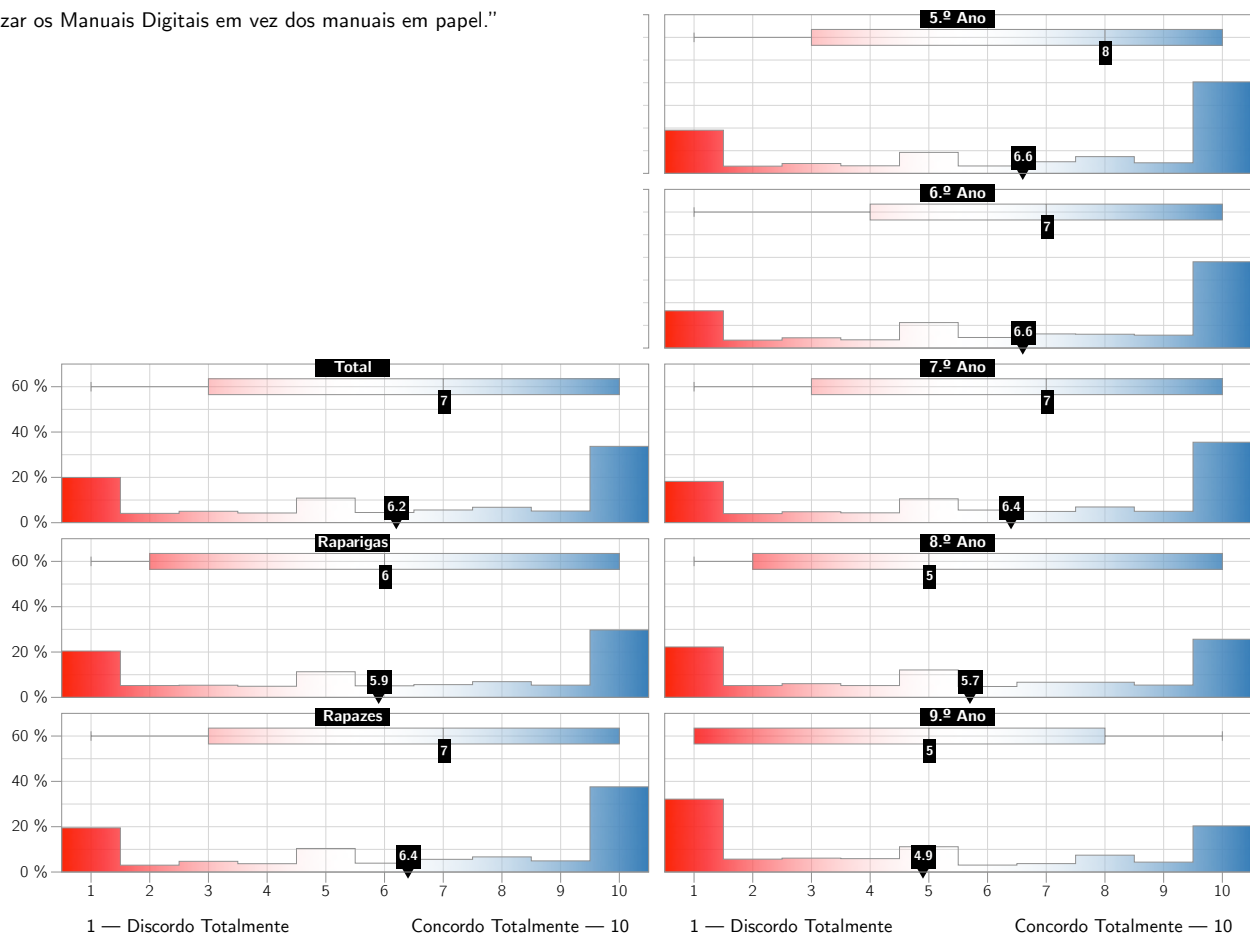 zar os Manuais Digitais em vez dos manuais em papel.”
5.º Ano
8
6.6
6.º Ano
7
6.6
Total
60 %
40 %
20 %
0 %
7
6.2
7.º Ano
7
6.4
Raparigas
60 %
40 %
20 %
0 %
6
5.9
8.º Ano
5
5.7
Rapazes
60 %
40 %
20 %
0 %
7
6.4
9.º Ano
5
4.9
1 2 3 4 5 6 7 8 9 10
1 2 3 4 5 6 7 8 9 10
1 — Discordo Totalmente Concordo Totalmente — 10
1 — Discordo Totalmente Concordo Totalmente — 10